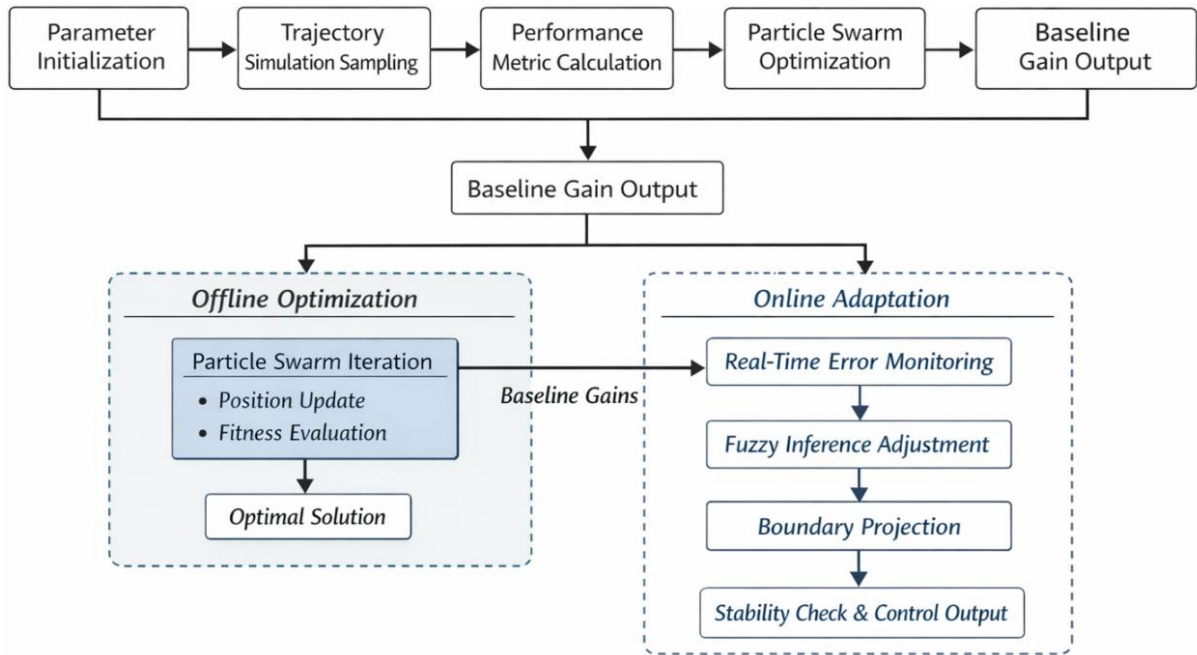 Parameter
Initialization
Trajectory
Simulation Sampling
Performance
Metric Calculation
Particle Swarm
Optimization
Baseline
Gain Output
Baseline Gain Output
Offline Optimization
Particle Swarm Iteration
• Position Update
• Fitness Evaluation
Optimal Solution
Baseline Gains
Online Adaptation
Real-Time Error Monitoring
Fuzzy Inference Adjustment
Boundary Projection
Stability Check & Control Output